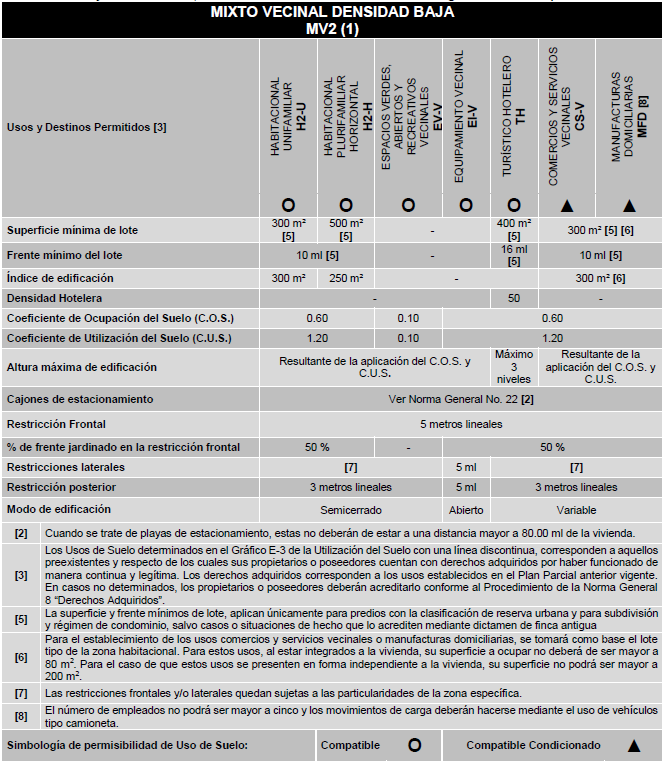 MIXTO VECINAL DENSIDAD BAJA
MV2 (1)
Usos y Destinos Permitidos [3]
HABITACIONAL
UNIFAMILIAR
H2-U
HABITACIONAL
PLURIFAMILIAR
HORIZONTAL
H2-H
ESPACIOS VERDES,
ABIERTOS Y
RECREATIVOS
VECINALES
EV-V
EQUIPAMIENTO VECINAL
EI-V
TURÍSTICO HOTELERO
TH
COMERCIOS Y SERVICIOS
VECINALES
CS-V
MANUFACTURAS
DOMICILIARIAS
MFD [8]
O O O O O ▲ ▲
Superficie mínima de lote 300 m² [5] 500 m² [5] - 400 m² [5] 300 m² [5] [6]
Frente mínimo del lote 10 ml [5] - 16 ml [5] 10 ml [5]
Índice de edificación 300 m² 250 m² - 300 m² [6]
Densidad Hotelera - 50 -
Coeficiente de Ocupación del Suelo (C.O.S.) 0.60 0.10 0.60
Coeficiente de Utilización del Suelo (C.U.S.) 1.20 0.10 1.20
Altura máxima de edificación
Resultante de la aplicación del C.O.S. y
C.U.S.
Máximo
3
niveles
Resultante de la
aplicación del C.O.S. y
C.U.S.
Cajones de estacionamiento Ver Norma General No. 22 [2]
Restricción Frontal 5 metros lineales
% de frente jardinado en la restricción frontal 50 % - 50 %
Restricciones laterales [7] 5 ml [7]
Restricción posterior 3 metros lineales 5 ml 3 metros lineales
Modo de edificación Semicerrado Abierto Variable
[2] Cuando se trate de playas de estacionamiento, estas no deberán de estar a una distancia mayor a 80.00 ml de la vivienda.
[3] Los Usos de Suelo determinados en el Gráfico E-3 de la Utilización del Suelo con una línea discontinua, corresponden a aquellos
preexistentes y respecto de los cuales sus propietarios o poseedores cuentan con derechos adquiridos por haber funcionado de
manera continua y legítima. Los derechos adquiridos corresponden a los usos establecidos en el Plan Parcial anterior vigente.
En casos no determinados, los propietarios o poseedores deberán acreditarlo conforme al Procedimiento de la Norma General
8 “Derechos Adquiridos”.
[5] La superficie y frente mínimos de lote, aplican únicamente para predios con la clasificación de reserva urbana y para subdivisión
y régimen de condominio, salvo casos o situaciones de hecho que lo acrediten mediante dictamen de finca antigua
[6] Para el establecimiento de los usos comercios y servicios vecinales o manufacturas domiciliarias, se tomará como base el lote
tipo de la zona habitacional. Para estos usos, al estar integrados a la vivienda, su superficie a ocupar no deberá de ser mayor a
80 m². Para el caso de que estos usos se presenten en forma independiente a la vivienda, su superficie no podrá ser mayor a
200 m².
[7] Las restricciones frontales y/o laterales quedan sujetas a las particularidades de la zona específica.
[8] El número de empleados no podrá ser mayor a cinco y los movimientos de carga deberán hacerse mediante el uso de vehículos
tipo camioneta.
Simbología de permisibilidad de Uso de Suelo: Compatible O Compatible Condicionado ▲